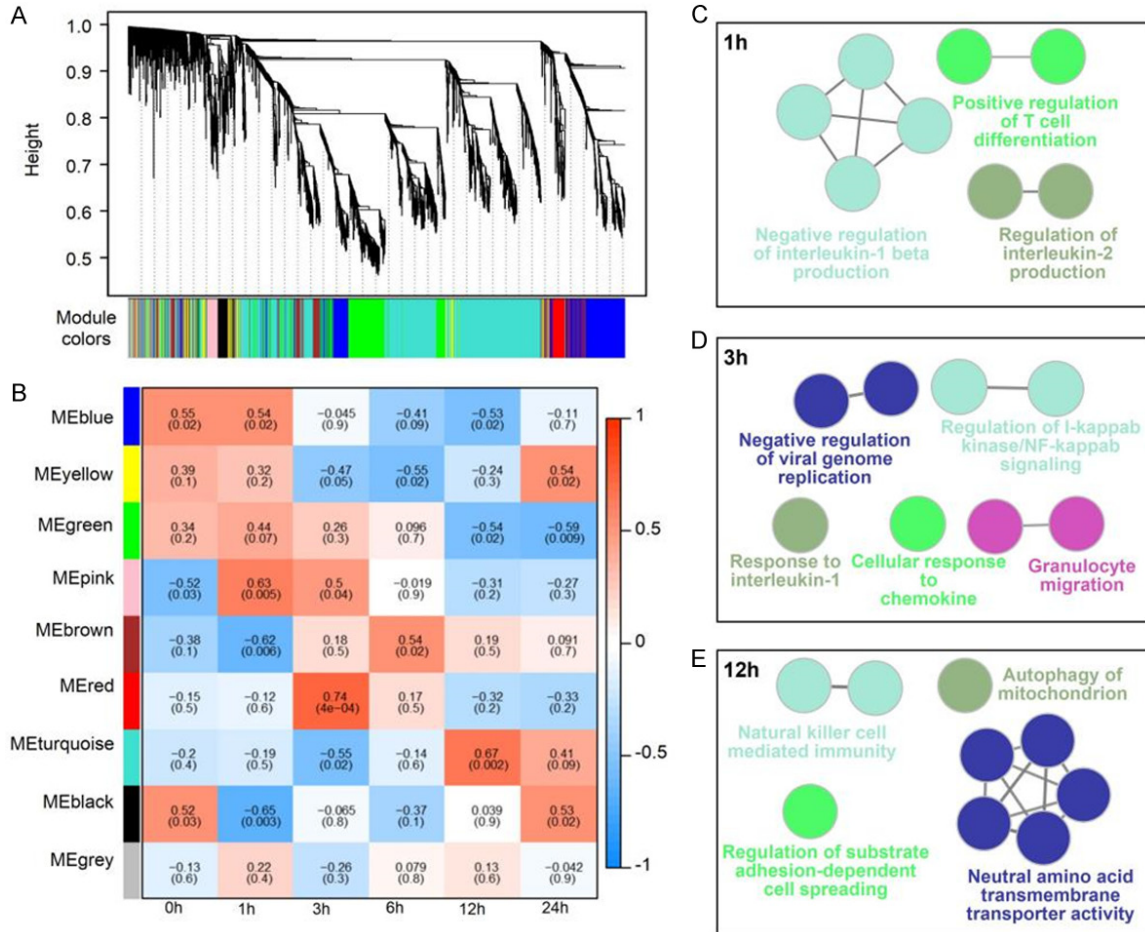 A
Height
1.0
0.9
0.8
0.7
0.6
0.5
Module
colors
B
MEblue
0.55 0.54 −0.045 −0.41 −0.53 −0.11
(0.02) (0.02) (0.9) (0.09) (0.02) (0.7)
MEyellow
0.39 0.32 −0.47 −0.55 −0.24 0.54
(0.1) (0.2) (0.05) (0.02) (0.3) (0.02)
MEgreen
0.34 0.44 0.26 0.096 −0.54 −0.59
(0.2) (0.07) (0.3) (0.7) (0.02) (0.009)
MEpink
−0.52 0.63 0.5 −0.019 −0.31 −0.27
(0.03) (0.005) (0.04) (0.9) (0.2) (0.3)
MEbrown
−0.38 −0.62 0.18 0.54 0.19 0.091
(0.1) (0.006) (0.5) (0.02) (0.5) (0.7)
MEred
−0.15 −0.12 0.74 0.17 −0.32 −0.33
(0.5) (0.6) (4e−04) (0.5) (0.2) (0.2)
MEturquoise
−0.2 −0.19 −0.55 −0.14 0.67 0.41
(0.4) (0.5) (0.02) (0.6) (0.002) (0.09)
MEblack
0.52 −0.65 −0.065 −0.37 0.039 0.53
(0.03) (0.003) (0.8) (0.1) (0.9) (0.02)
MEgrey
−0.13 0.22 −0.26 0.079 0.13 −0.042
(0.6) (0.4) (0.3) (0.8) (0.6) (0.9)
0h 1h 3h 6h 12h 24h
1
0.5
0
−0.5
−1
C
1h
Positive regulation
of T cell
differentiation
Negative regulation
of interleukin-1 beta
production
Regulation of
interleukin-2
production
D
3h
Negative regulation
of viral genome
replication
Regulation of I-kappab
kinase/NF-kappab
signaling
Response to
interleukin-1
Cellular response
to
chemokine
Granulocyte
migration
E
12h
Autophagy of
mitochondrion
Natural killer cell
mediated immunity
Regulation of substrate
adhesion-dependent
cell spreading
Neutral amino acid
transmembrane
transporter activity